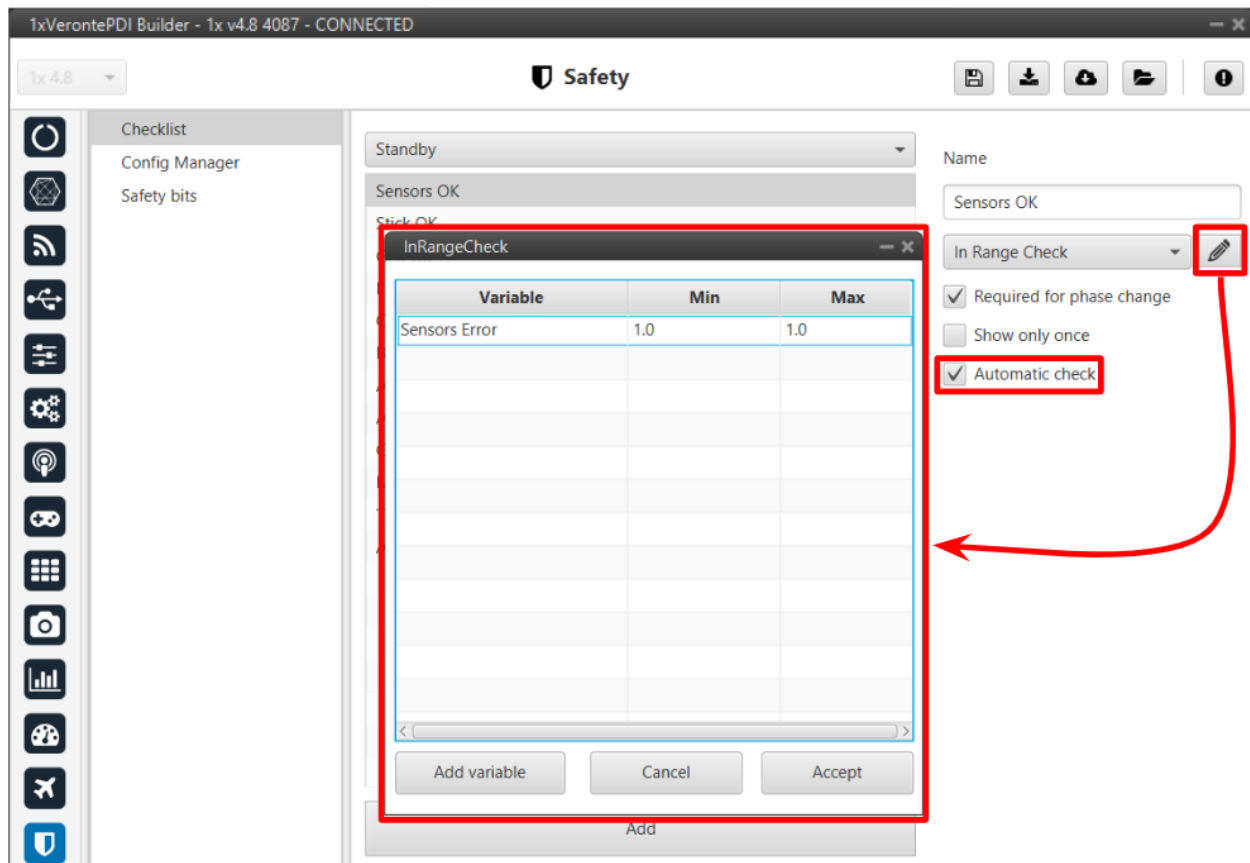 1xVerontePDI Builder - 1x v4.8 4087 - CONNECTED
1x 4.8
Safety
Checklist
Config Manager
Safety bits
Standby
Sensors OK
Stick OK
InRangeCheck
Variable Min Max
Sensors Error 1.0 1.0
Add variable Cancel Accept
Add
Name
Sensors OK
In Range Check
Required for phase change
Show only once
Automatic check